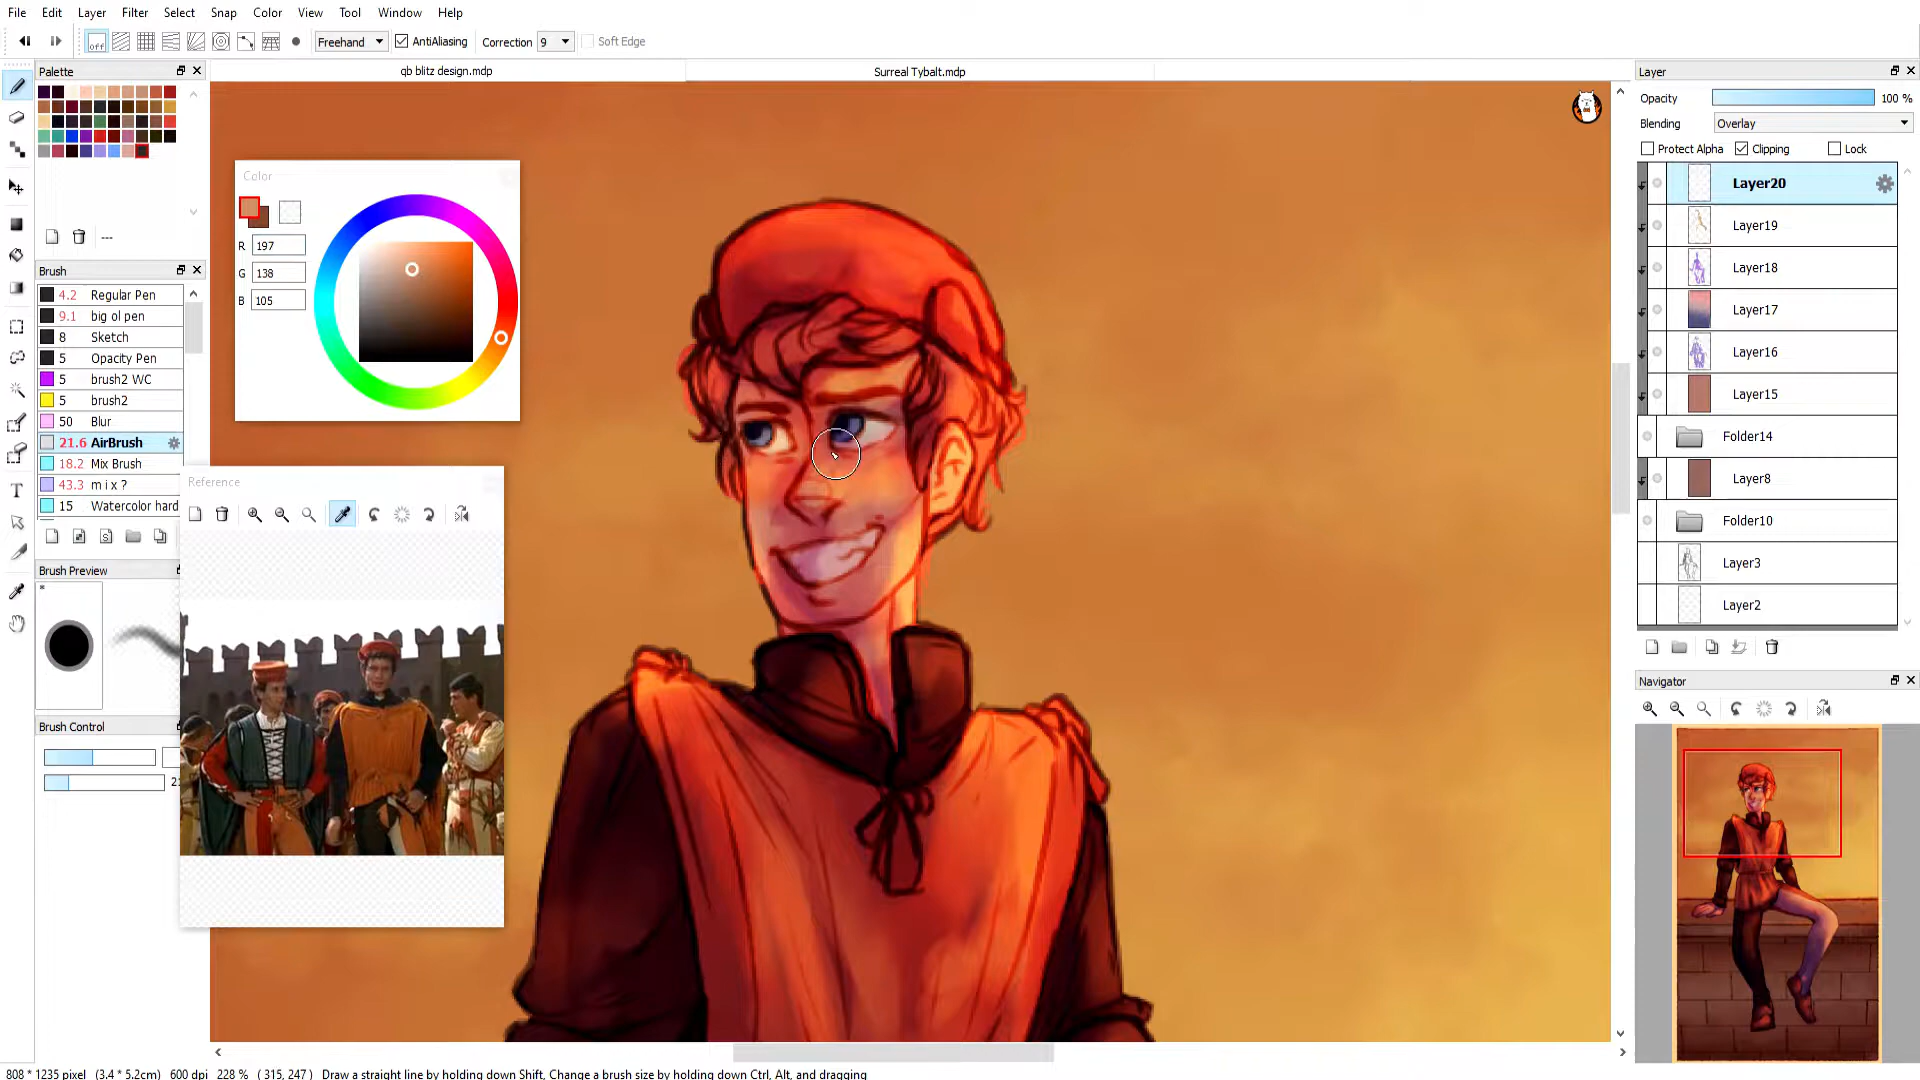 File Edit Layer Filter Select Snap Color View Tool Window Help
off Freehand AntiAliasing Correction 9 Soft Edge
Palette
qb blitz design.mdp
Surreal Tybalt.mdp
---
Brush
4.2 Regular Pen
9.1 big ol pen
8 Sketch
5 Opacity Pen
5 brush2 WC
5 brush2
50 Blur
21.6 AirBrush
18.2 Mix Brush
43.3 m i x ?
15 Watercolor hard
Brush Preview
*
Brush Control
Color
R 197
G 138
B 105
Reference
Layer
Opacity 100 %
Blending Overlay
Protect Alpha Clipping Lock
Layer20
Layer19
Layer18
Layer17
Layer16
Layer15
Folder14
Layer8
Folder10
Layer3
Layer2
Navigator
808 * 1235 pixel (3.4 * 5.2cm) 600 dpi 228 % ( 315, 247 ) Draw a straight line by holding down Shift, Change a brush size by holding down Ctrl, Alt, and dragging